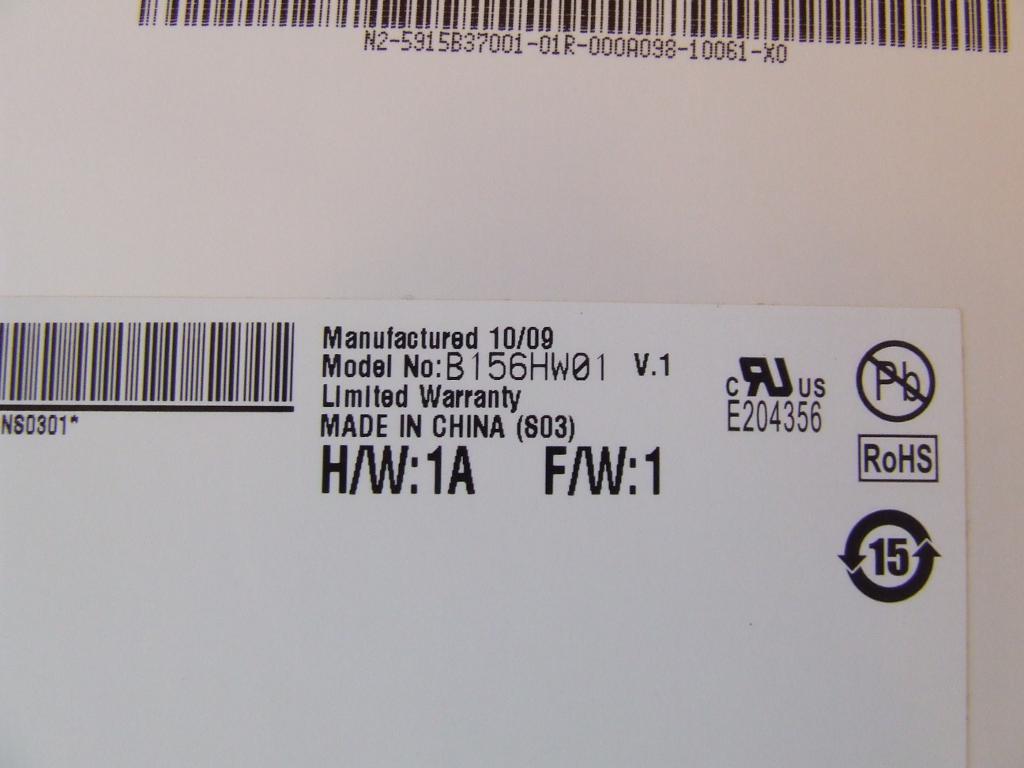 N2-5915B37001-01R-000A098-10061-X0
Manufactured 10/09
Model No:B156HW01 V.1
Limited Warranty
MADE IN CHINA (S03)
H/W:1A F/W:1
NS0301*
C RU US
E204356
Pb
RoHS
15